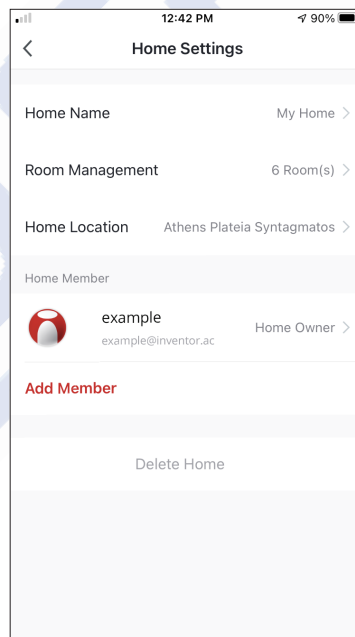 12:42 PM 90%
Home Settings
Home Name My Home
Room Management 6 Room(s)
Home Location Athens Plateia Syntagmatos
Home Member
example
example@inventor.ac
Home Owner
Add Member
Delete Home